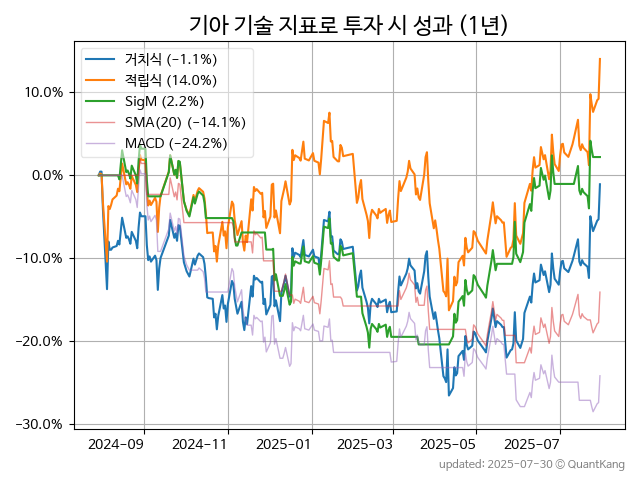 기아 기술 지표로 투자 시 성과 (1년)
거치식 (−1.1%)
적립식 (14.0%)
SigM (2.2%)
SMA(20) (−14.1%)
MACD (−24.2%)
10.0%
0.0%
−10.0%
−20.0%
−30.0%
2024−09 2024−11 2025−01 2025−03 2025−05 2025−07
updated: 2025-07-30 © QuantKang